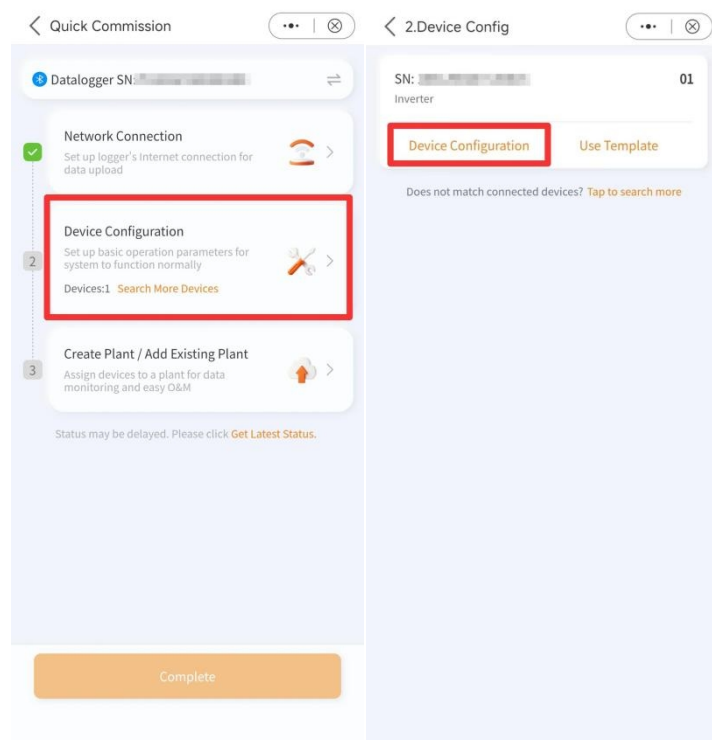 Quick Commission
Datalogger SN:
Network Connection
Set up logger's Internet connection for
data upload
2
Device Configuration
Set up basic operation parameters for
system to function normally
Devices:1 Search More Devices
3
Create Plant / Add Existing Plant
Assign devices to a plant for data
monitoring and easy O&M
Status may be delayed. Please click Get Latest Status.
Complete
2.Device Config
SN: 01
Inverter
Device Configuration Use Template
Does not match connected devices? Tap to search more